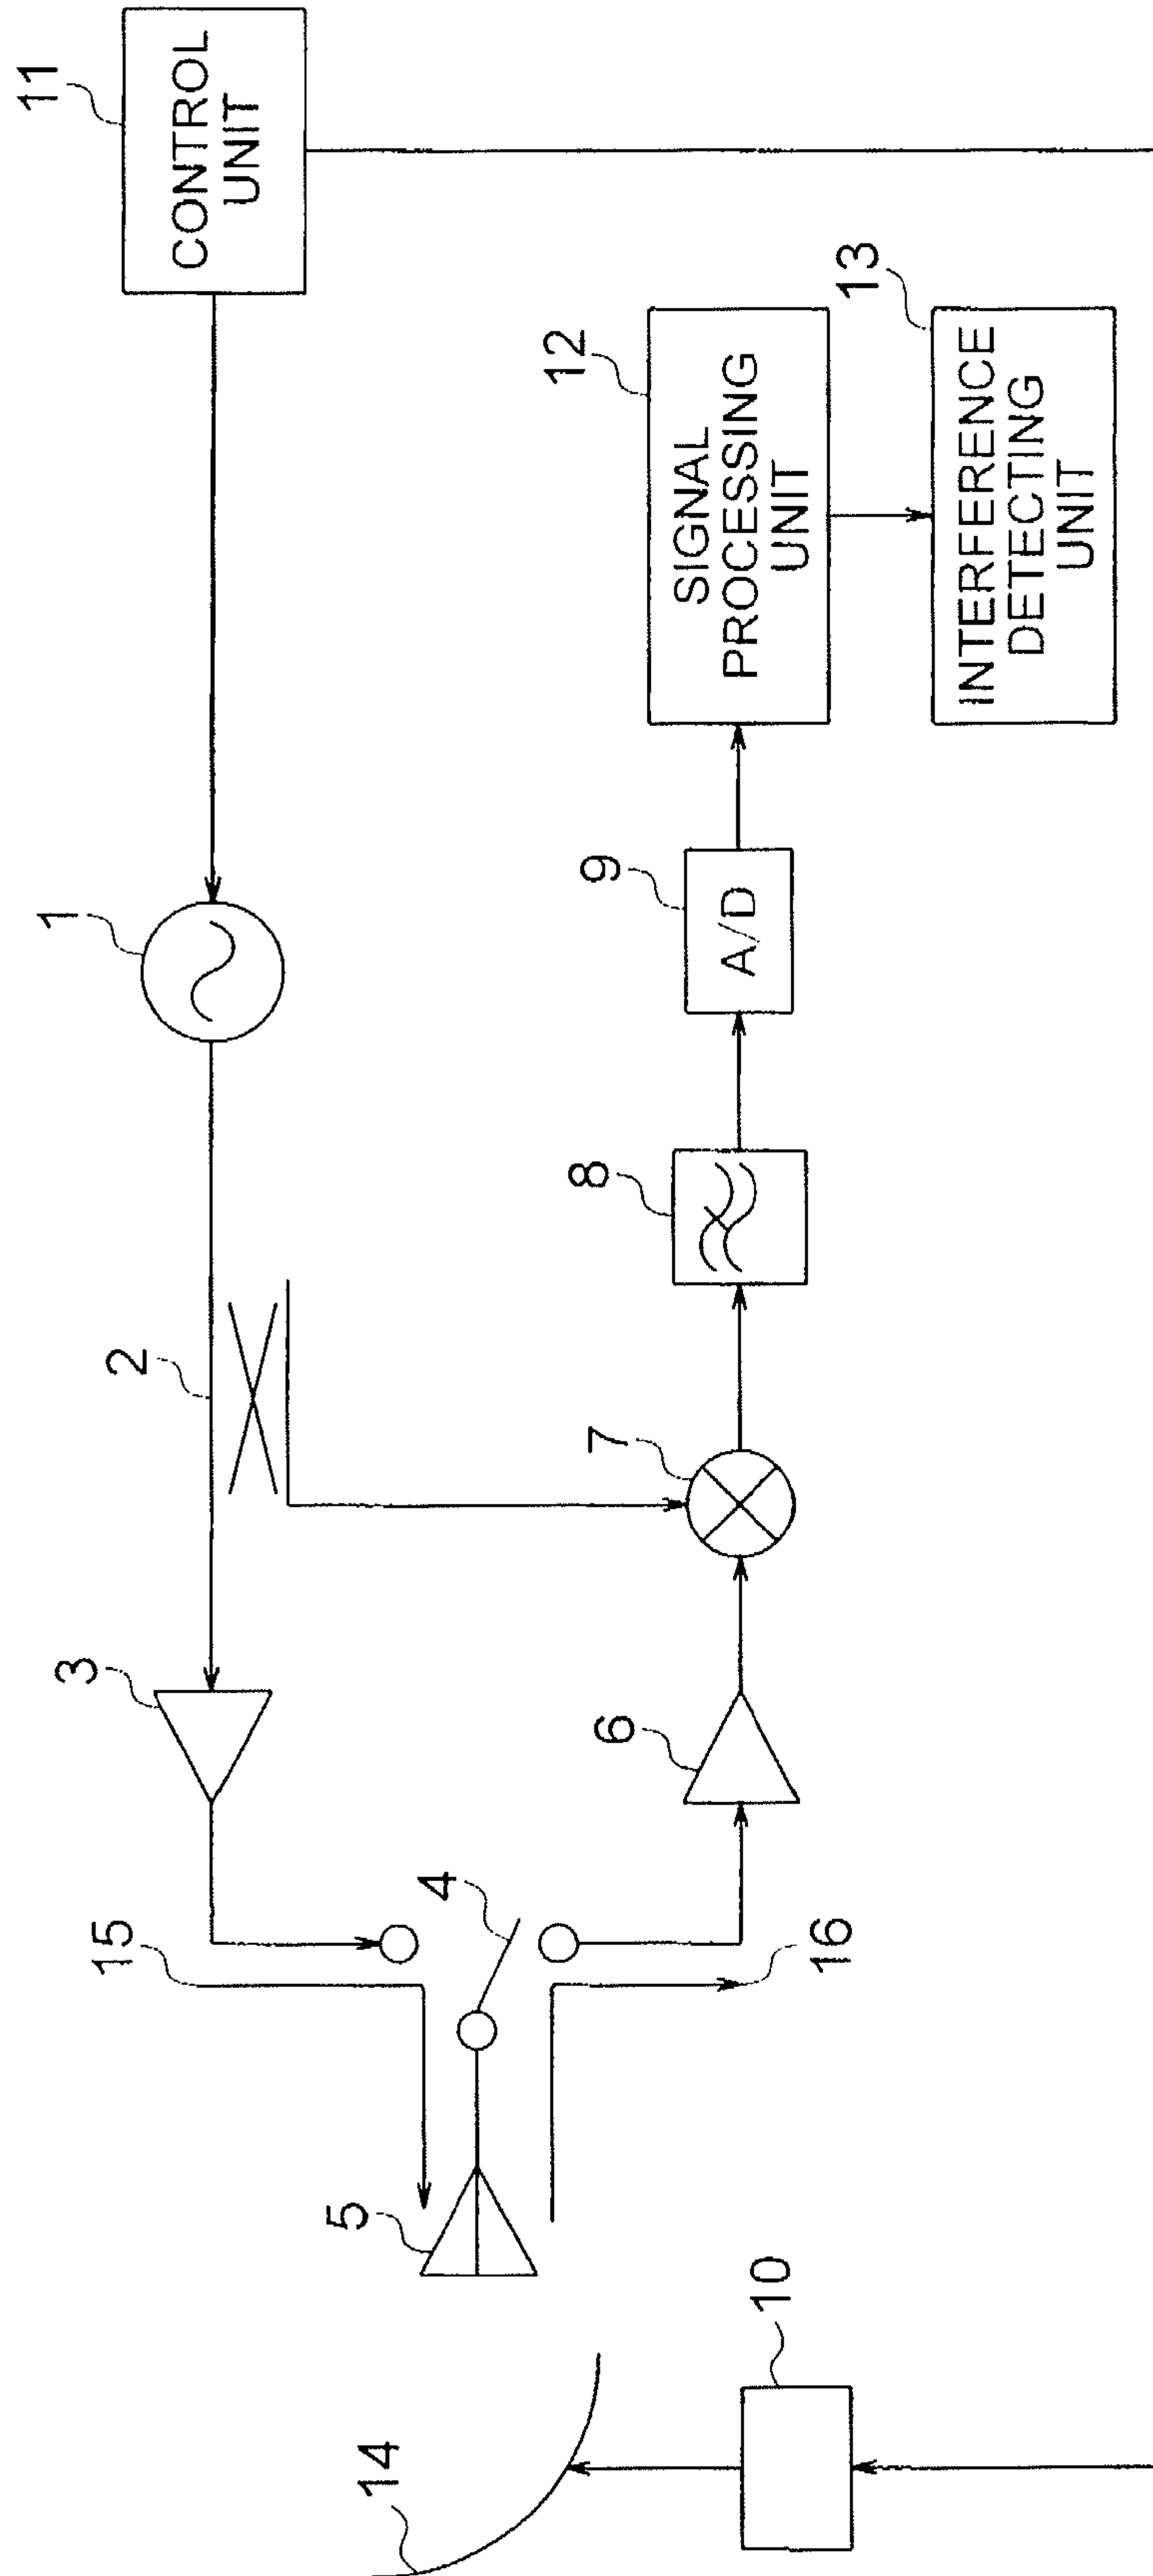 11
CONTROL
UNIT
1
2
3
15
4
5
16
6
7
8
9
A/D
12
SIGNAL
PROCESSING
UNIT
13
INTERFERENCE
DETECTING
UNIT
14
10